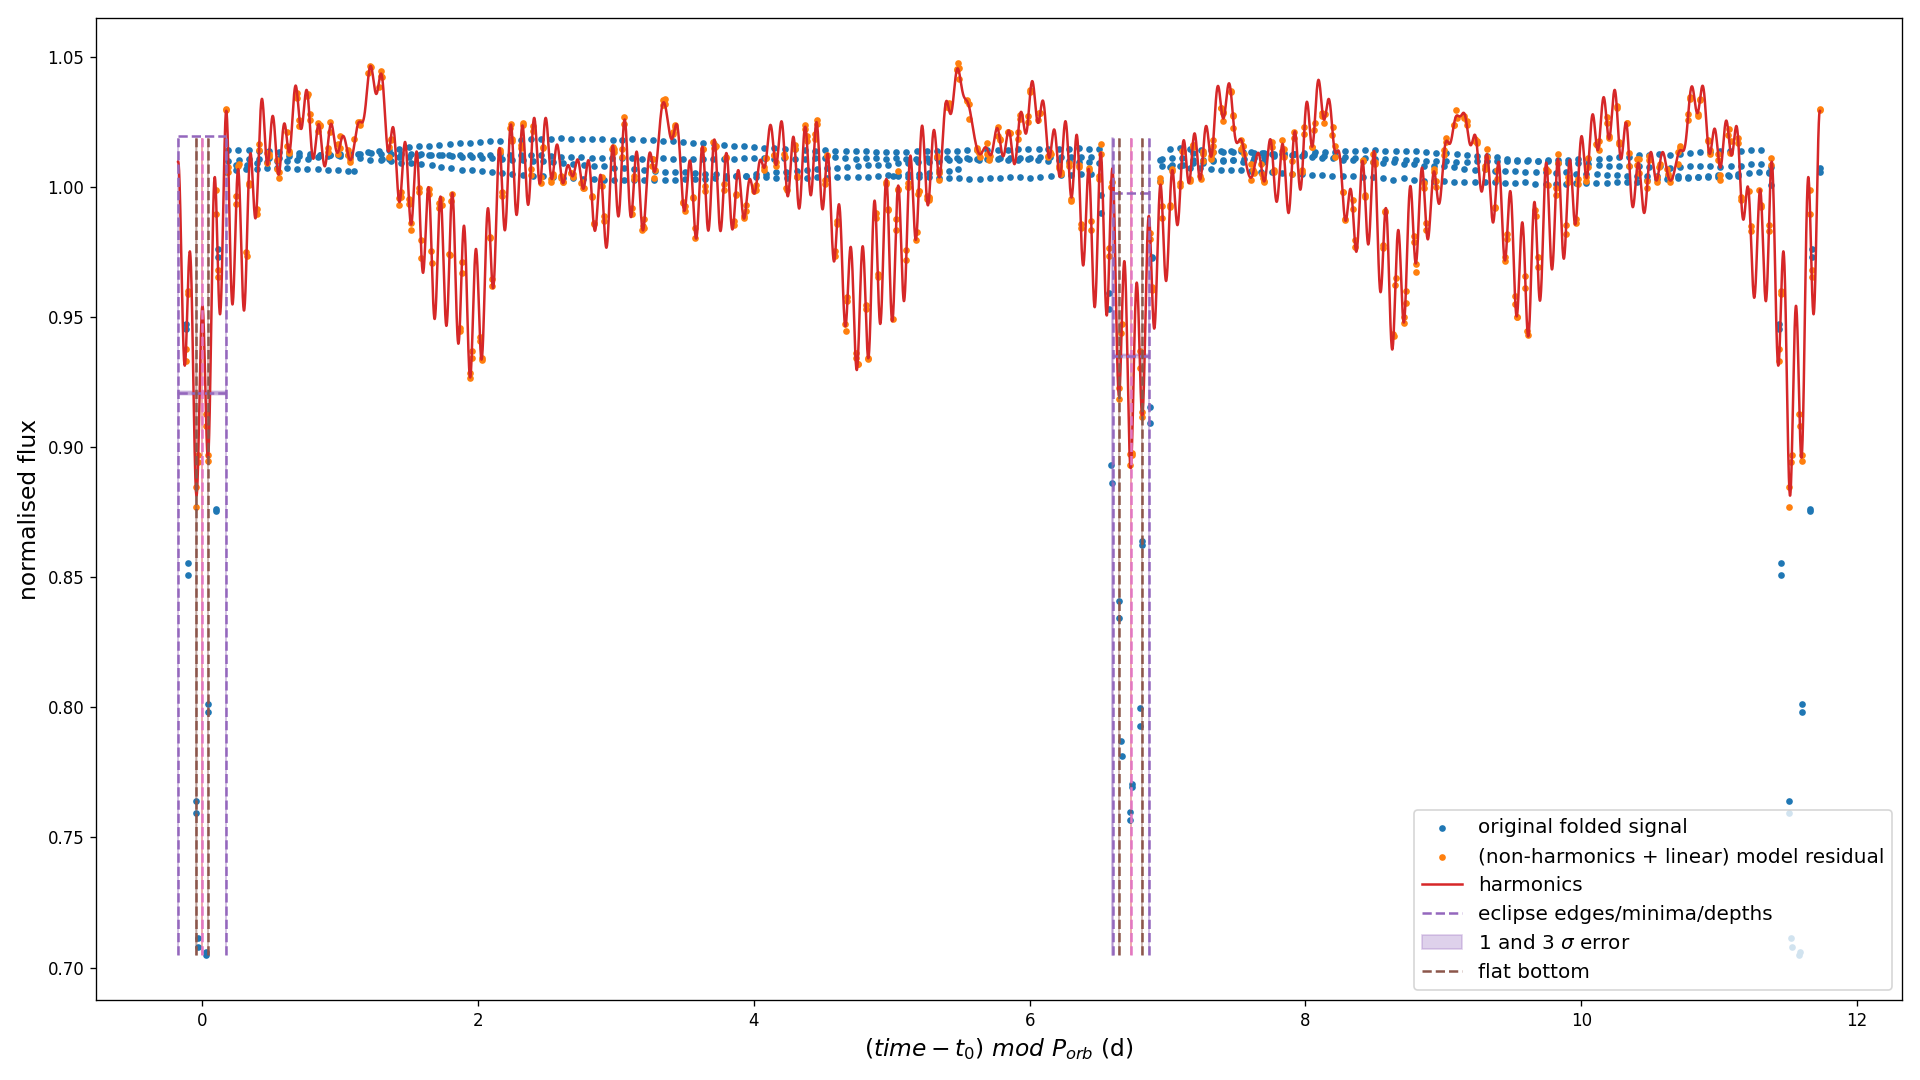 1.05
1.00
0.95
0.90
0.85
0.80
0.75
0.70
normalised flux
original folded signal
(non-harmonics + linear) model residual
harmonics
eclipse edges/minima/depths
1 and 3 σ error
flat bottom
0 2 4 6 8 10 12
(time − t₀) mod P_orb (d)